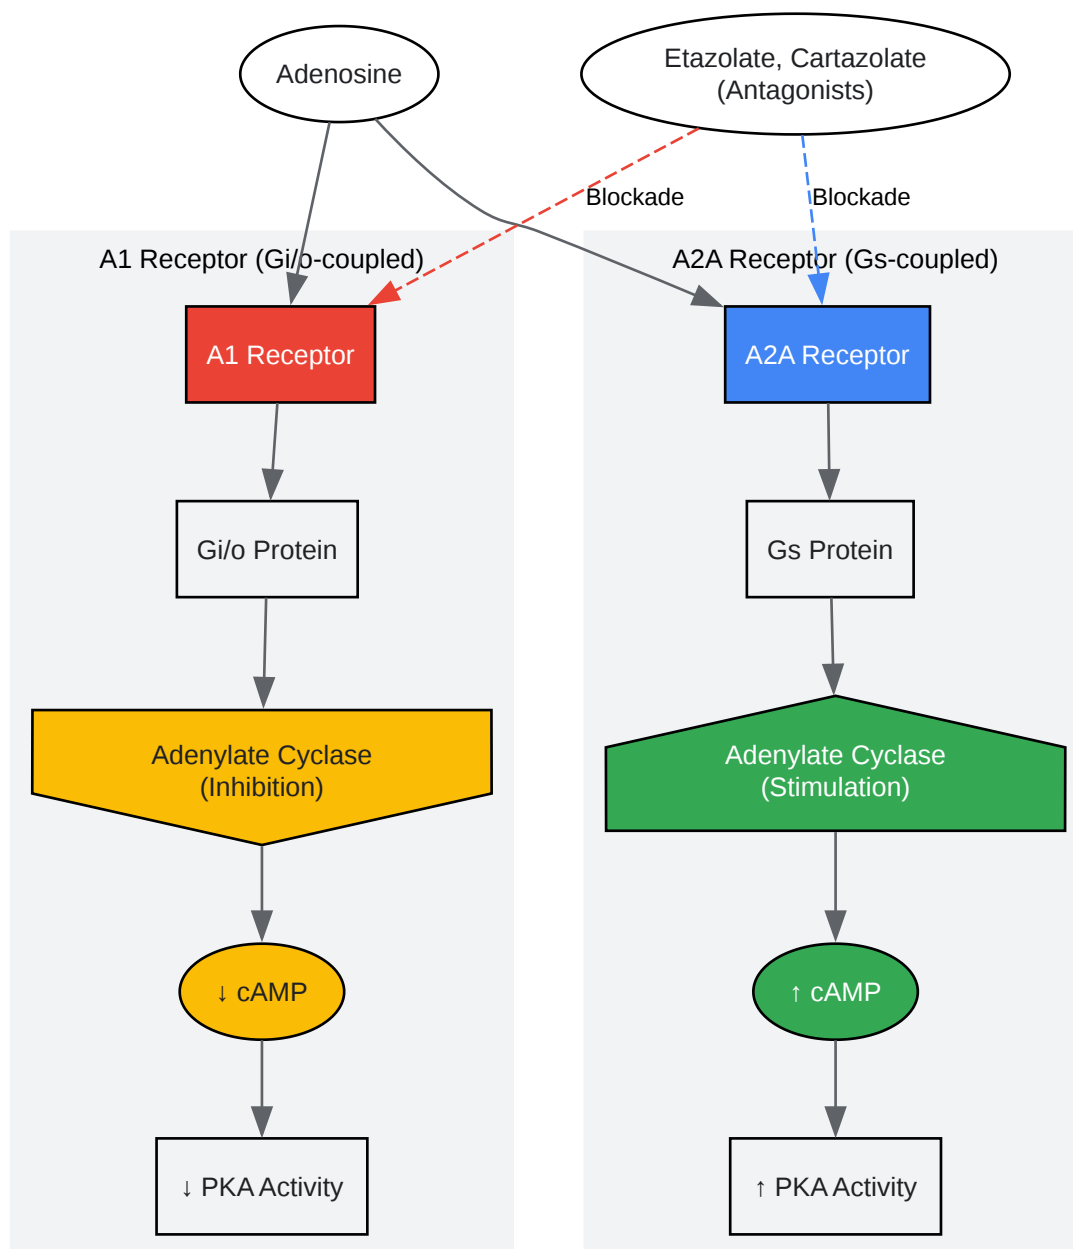 Adenosine
Etazolate, Cartazolate
(Antagonists)
Blockade
Blockade
A1 Receptor (Gi/o-coupled)
A2A Receptor (Gs-coupled)
A1 Receptor
A2A Receptor
Gi/o Protein
Gs Protein
Adenylate Cyclase
(Inhibition)
Adenylate Cyclase
(Stimulation)
↓ cAMP
↑ cAMP
↓ PKA Activity
↑ PKA Activity